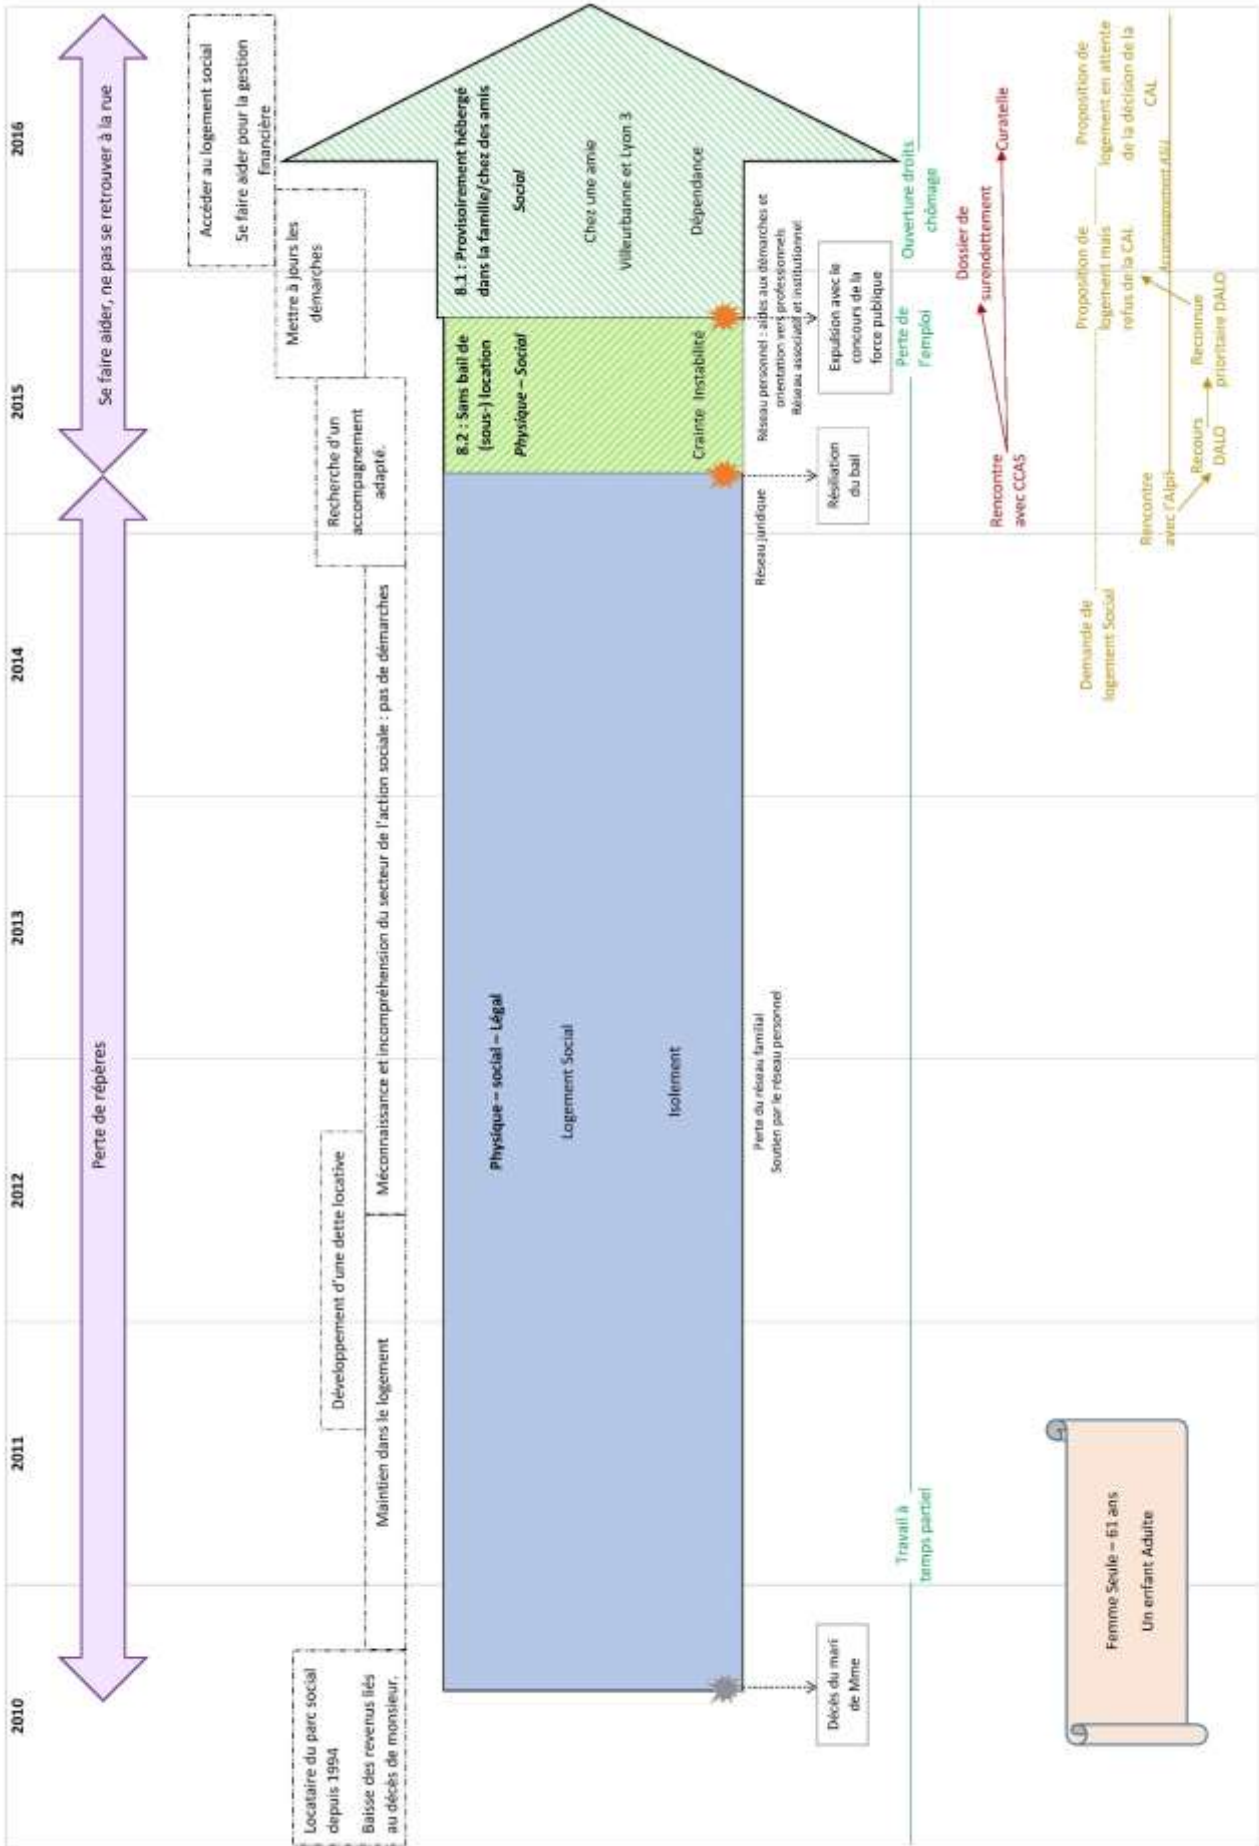 2010
2011
2012
2013
2014
2015
2016
Perte de répères
Se faire aider, ne pas se retrouver à la rue
Locataire du parc social
depuis 1994
Baisse des revenus liés
au décès de monsieur.
Maintien dans le logement
Développement d'une dette locative
Méconnaissance et incompréhension du secteur de l'action sociale : pas de démarches
Recherche d'un
accompagnement
adapté.
Mettre à jours les
démarches
Accéder au logement social
Se faire aider pour la gestion
financière
Physique – social – Légal
Logement Social
Isolement
8.2 : Sans bail de
(sous-) location
Physique – Social
Crainte Instabilité
8.1 : Provisoirement hébergé
dans la famille/chez des amis
Social
Chez une amie
Villeurbanne et Lyon 3
Dépendance
Perte du réseau familial
Soutien par le réseau personnel
Réseau juridique
Réseau personnel : aides aux démarches et
orientation vers professionnels
Réseau associatif et institutionnel
Décès du mari
de Mme
Résiliation
du bail
Expulsion avec le
concours de la
force publique
Travail à
temps partiel
Perte de
l'emploi
Ouverture droits
chômage
Rencontre
avec CCAS
Dossier de
surendettement
Curatelle
Demande de
logement Social
Proposition de
logement mais
refus de la CAL
Proposition de
logement en attente
de la décision de la
CAL
Rencontre
avec l'Alpil
Accompagnement Alpil
Recours
DALO
Reconnue
prioritaire DALO
Femme Seule – 61 ans
Un enfant Adulte